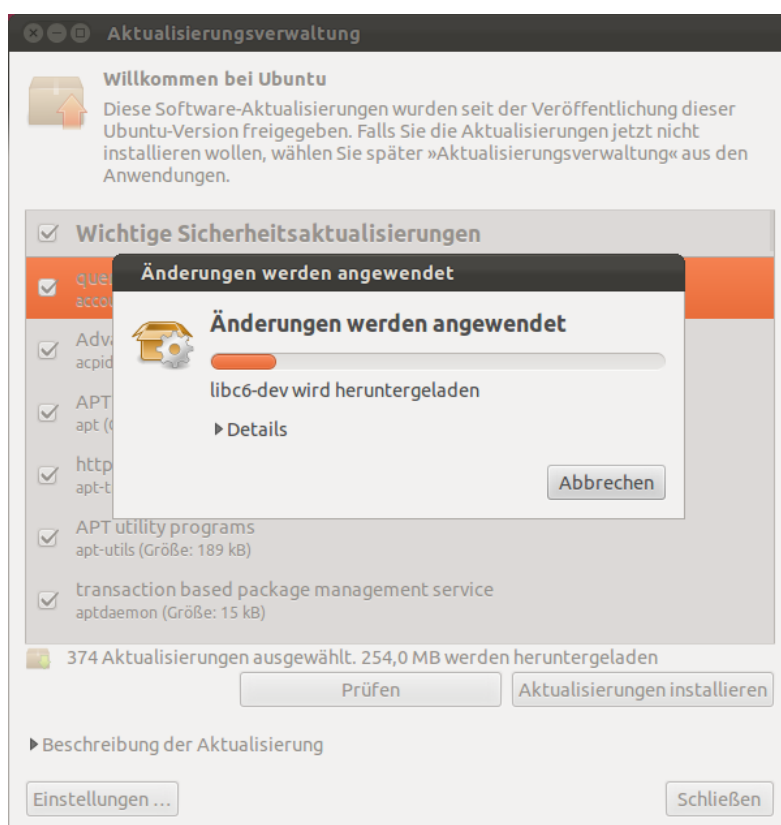 Aktualisierungsverwaltung
Willkommen bei Ubuntu
Diese Software-Aktualisierungen wurden seit der Veröffentlichung dieser
Ubuntu-Version freigegeben. Falls Sie die Aktualisierungen jetzt nicht
installieren wollen, wählen Sie später »Aktualisierungsverwaltung« aus den
Anwendungen.
Wichtige Sicherheitsaktualisierungen
Änderungen werden angewendet
Änderungen werden angewendet
libc6-dev wird heruntergeladen
Details
Abbrechen
APT
apt
http
APT utility programs
apt-utils (Größe: 189 kB)
transaction based package management service
aptdaemon (Größe: 15 kB)
374 Aktualisierungen ausgewählt. 254,0 MB werden heruntergeladen
Prüfen
Aktualisierungen installieren
Beschreibung der Aktualisierung
Einstellungen ...
Schließen